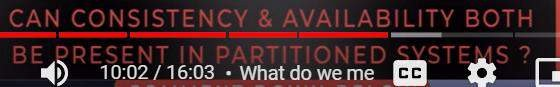 CAN CONSISTENCY & AVAILABILITY BOTH
BE PRESENT IN PARTITIONED SYSTEMS ?
10:02 / 16:03 • What do we me
CC